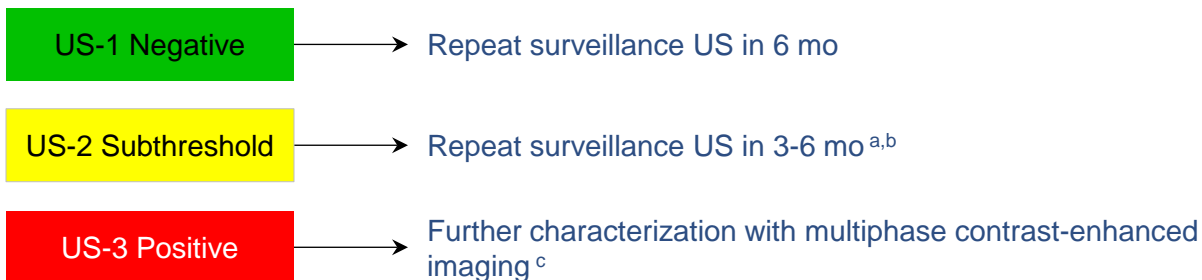 US-1 Negative Repeat surveillance US in 6 mo
US-2 Subthreshold Repeat surveillance US in 3-6 mo a,b
US-3 Positive Further characterization with multiphase contrast-enhanced
imaging c